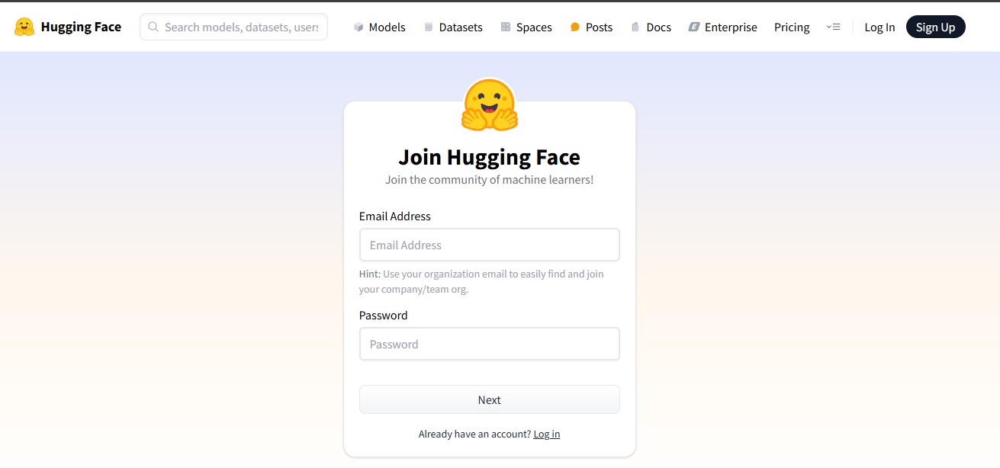 Hugging Face
Search models, datasets, users
Models
Datasets
Spaces
Posts
Docs
Enterprise
Pricing
Log In
Sign Up
Join Hugging Face
Join the community of machine learners!
Email Address
Email Address
Hint: Use your organization email to easily find and join
your company/team org.
Password
Password
Next
Already have an account? Log in